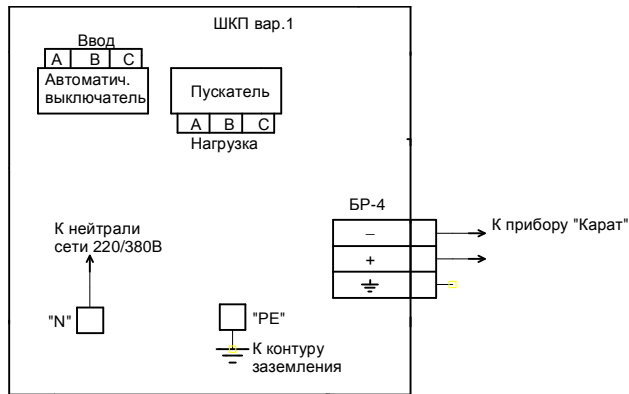 ШКП вар.1
Ввод
A B C
Автоматич.
выключатель
Пускатель
A B C
Нагрузка
БР-4
–
+
К прибору "Карат"
К нейтрали
сети 220/380В
"N"
"PE"
К контуру
заземления